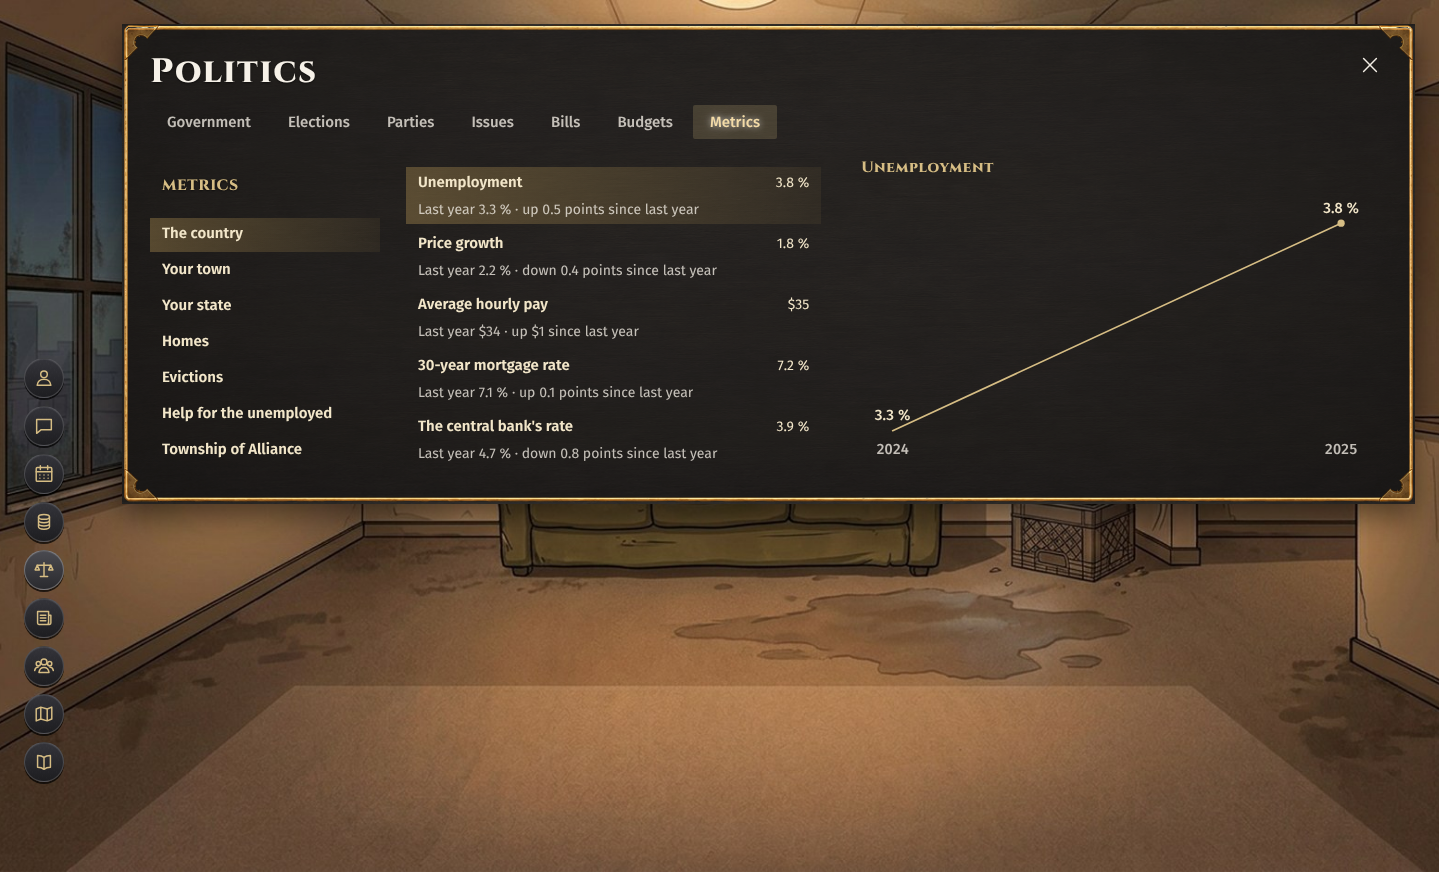 Politics
Government Elections Parties Issues Bills Budgets Metrics
Metrics
The country
Your town
Your state
Homes
Evictions
Help for the unemployed
Township of Alliance
Unemployment 3.8 %
Last year 3.3 % · up 0.5 points since last year
Price growth 1.8 %
Last year 2.2 % · down 0.4 points since last year
Average hourly pay $35
Last year $34 · up $1 since last year
30-year mortgage rate 7.2 %
Last year 7.1 % · up 0.1 points since last year
The central bank's rate 3.9 %
Last year 4.7 % · down 0.8 points since last year
Unemployment
3.8 %
3.3 %
2024 2025